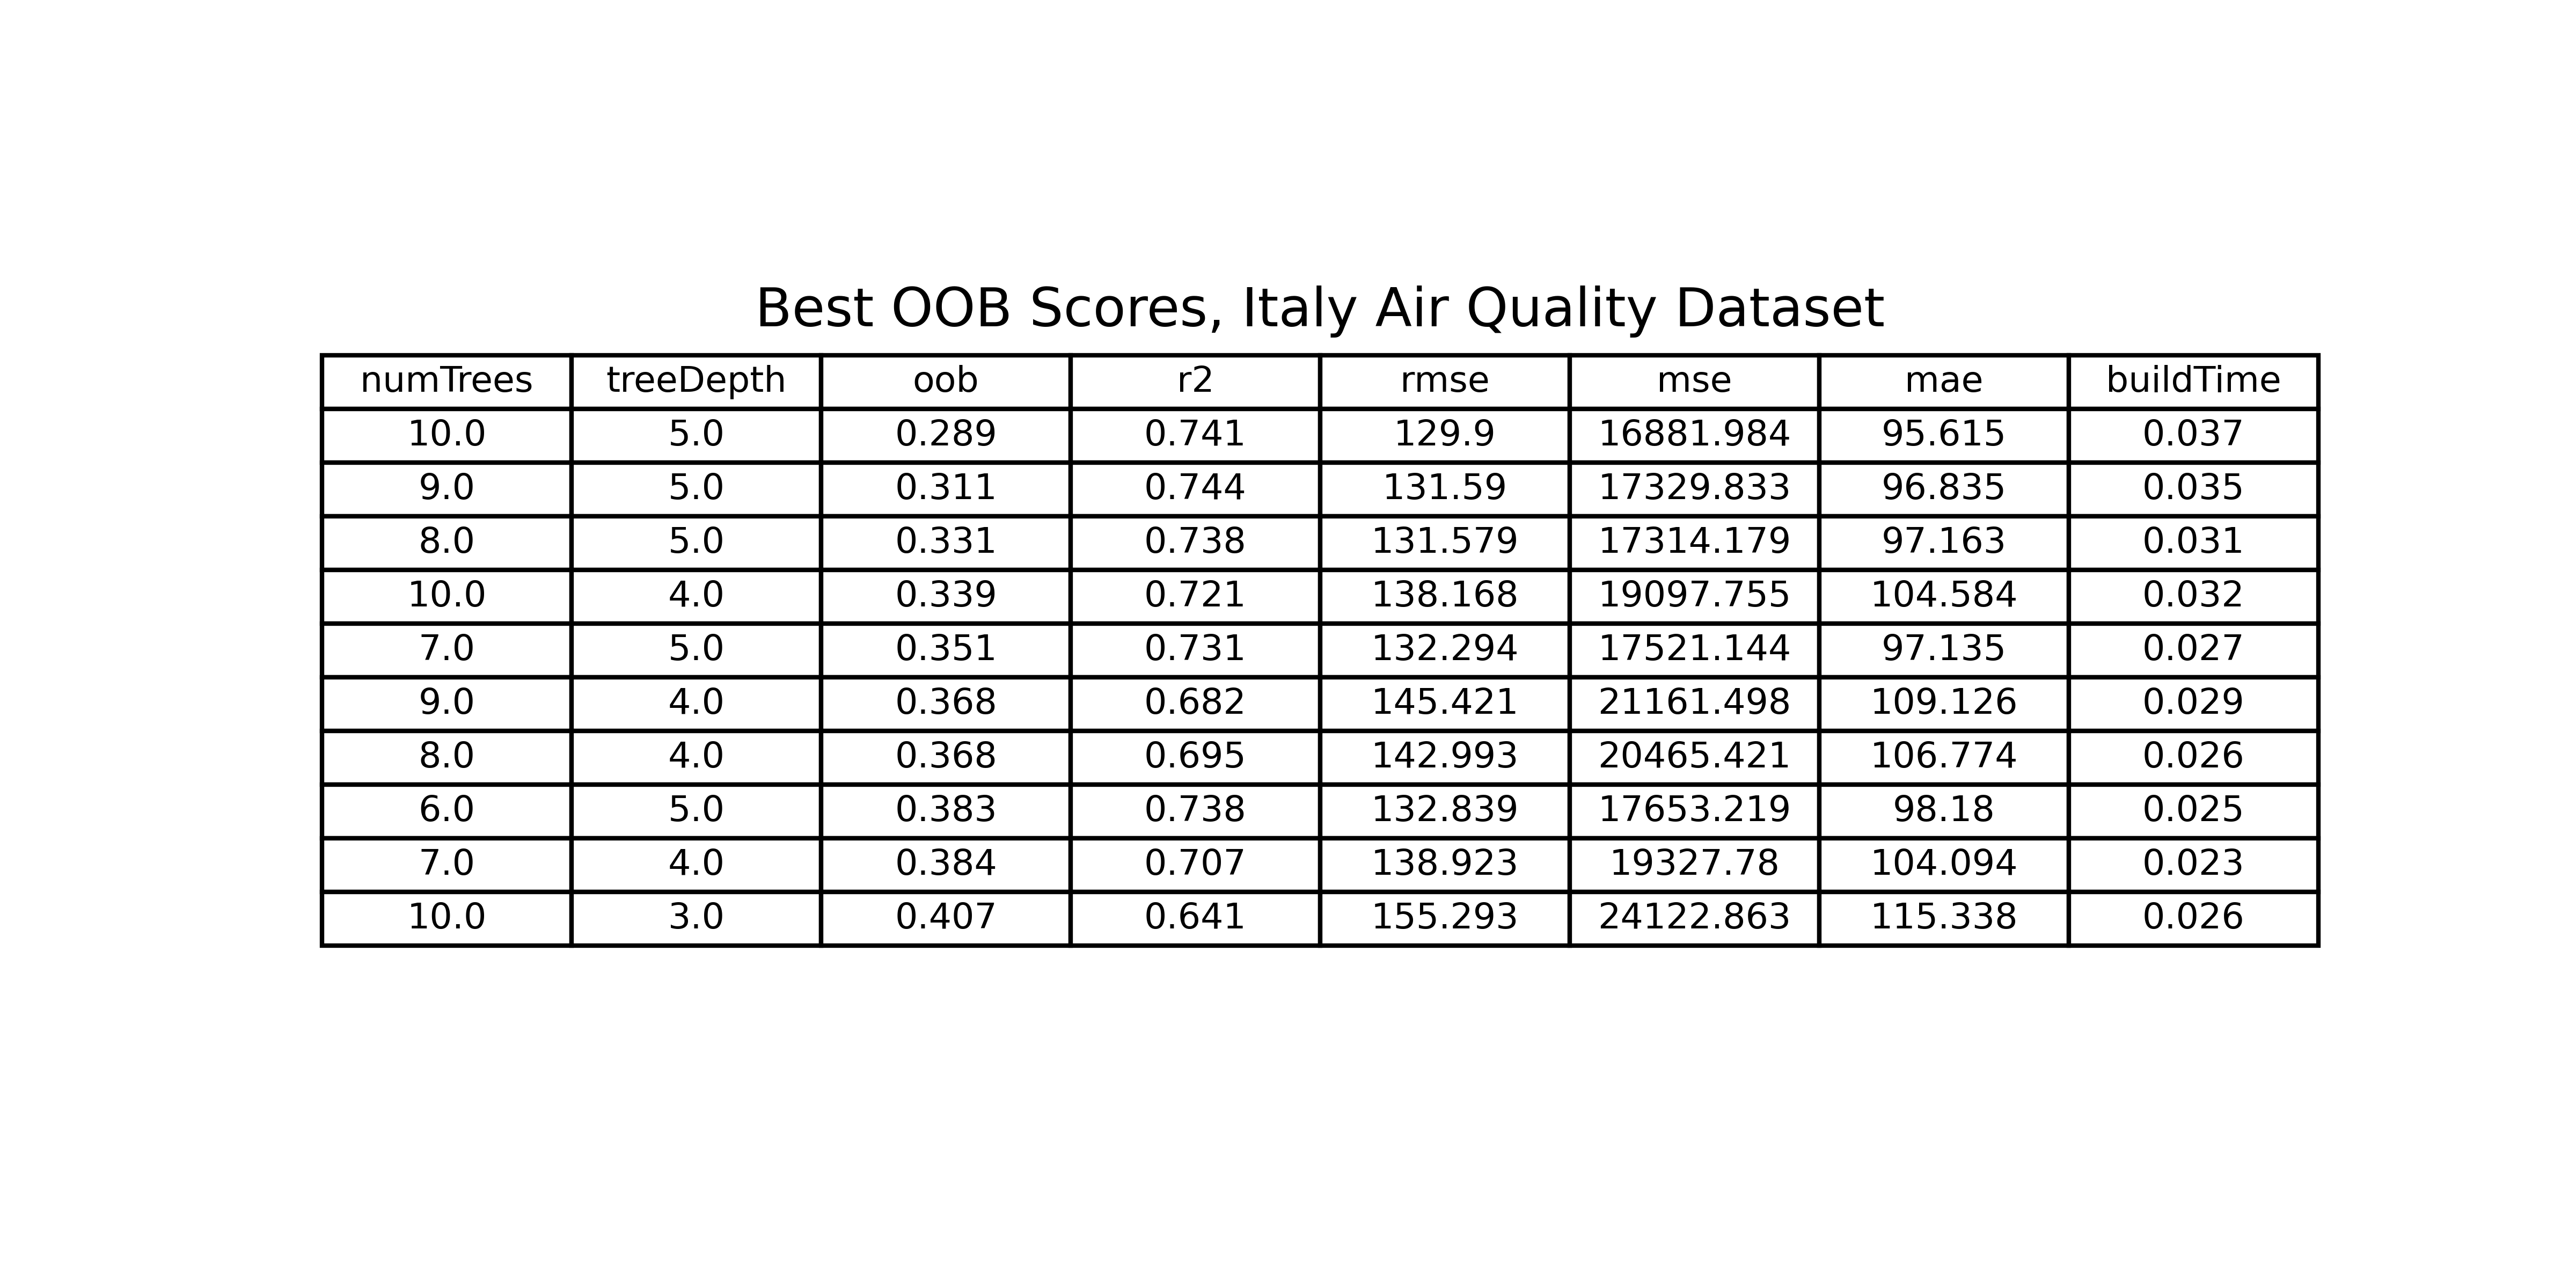 Best OOB Scores, Italy Air Quality Dataset
numTrees treeDepth oob r2 rmse mse mae buildTime
10.0 5.0 0.289 0.741 129.9 16881.984 95.615 0.037
9.0 5.0 0.311 0.744 131.59 17329.833 96.835 0.035
8.0 5.0 0.331 0.738 131.579 17314.179 97.163 0.031
10.0 4.0 0.339 0.721 138.168 19097.755 104.584 0.032
7.0 5.0 0.351 0.731 132.294 17521.144 97.135 0.027
9.0 4.0 0.368 0.682 145.421 21161.498 109.126 0.029
8.0 4.0 0.368 0.695 142.993 20465.421 106.774 0.026
6.0 5.0 0.383 0.738 132.839 17653.219 98.18 0.025
7.0 4.0 0.384 0.707 138.923 19327.78 104.094 0.023
10.0 3.0 0.407 0.641 155.293 24122.863 115.338 0.026